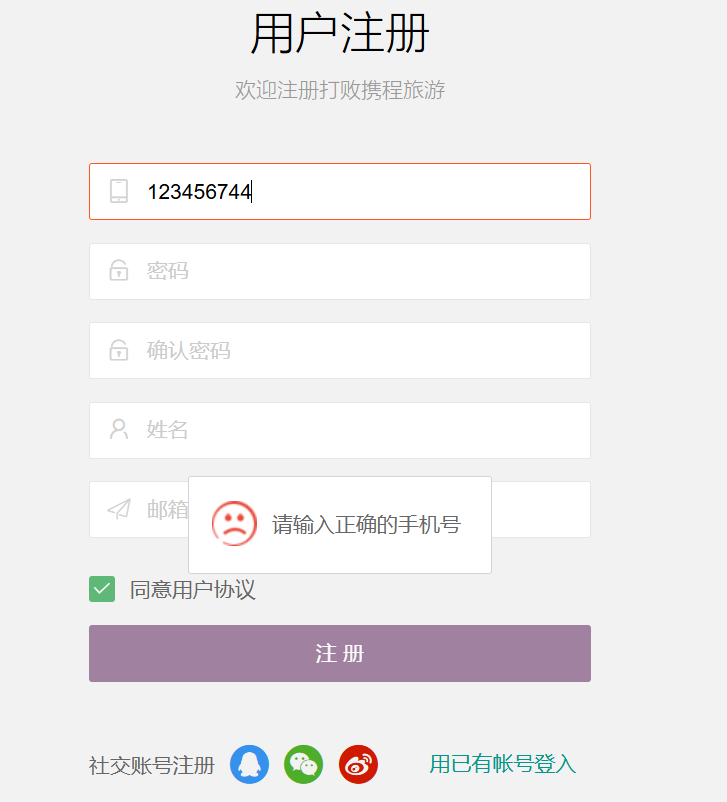 用户注册
欢迎注册打败携程旅游
123456744
密码
确认密码
姓名
邮箱
请输入正确的手机号
同意用户协议
注 册
社交账号注册
用已有帐号登入